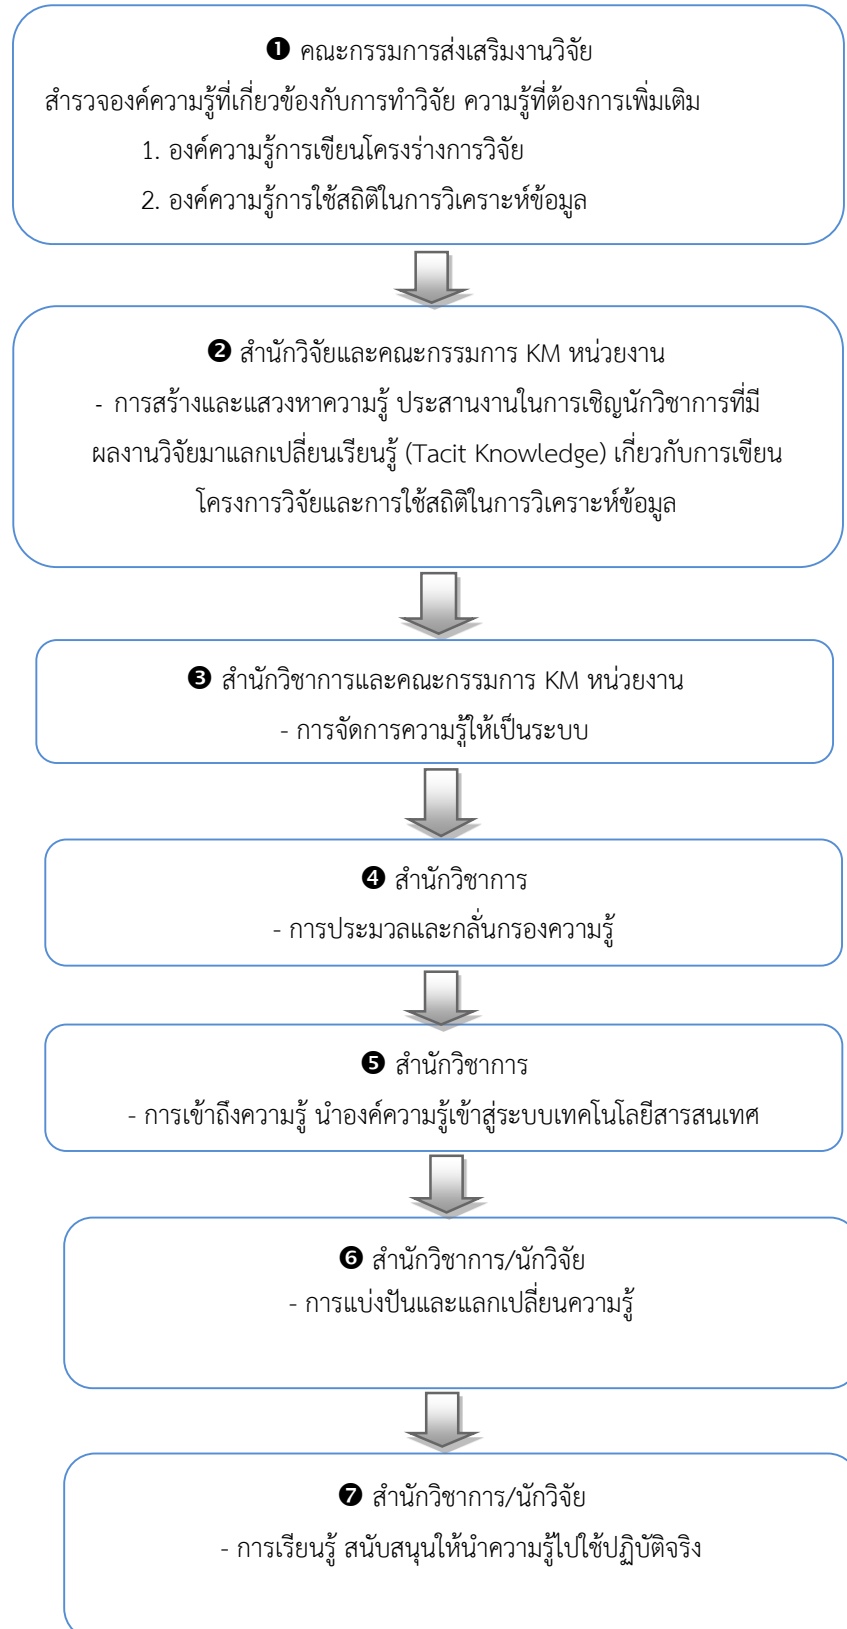 ❶ คณะกรรมการส่งเสริมงานวิจัย
สำรวจองค์ความรู้ที่เกี่ยวข้องกับการทำวิจัย ความรู้ที่ต้องการเพิ่มเติม
1. องค์ความรู้การเขียนโครงร่างการวิจัย
2. องค์ความรู้การใช้สถิติในการวิเคราะห์ข้อมูล
❷ สำนักวิจัยและคณะกรรมการ KM หน่วยงาน
- การสร้างและแสวงหาความรู้ ประสานงานในการเชิญนักวิชาการที่มี
ผลงานวิจัยมาแลกเปลี่ยนเรียนรู้ (Tacit Knowledge) เกี่ยวกับการเขียน
โครงการวิจัยและการใช้สถิติในการวิเคราะห์ข้อมูล
❸ สำนักวิชาการและคณะกรรมการ KM หน่วยงาน
- การจัดการความรู้ให้เป็นระบบ
❹ สำนักวิชาการ
- การประมวลและกลั่นกรองความรู้
❺ สำนักวิชาการ
- การเข้าถึงความรู้ นำองค์ความรู้เข้าสู่ระบบเทคโนโลยีสารสนเทศ
❻ สำนักวิชาการ/นักวิจัย
- การแบ่งปันและแลกเปลี่ยนความรู้
❼ สำนักวิชาการ/นักวิจัย
- การเรียนรู้ สนับสนุนให้นำความรู้ไปใช้ปฏิบัติจริง